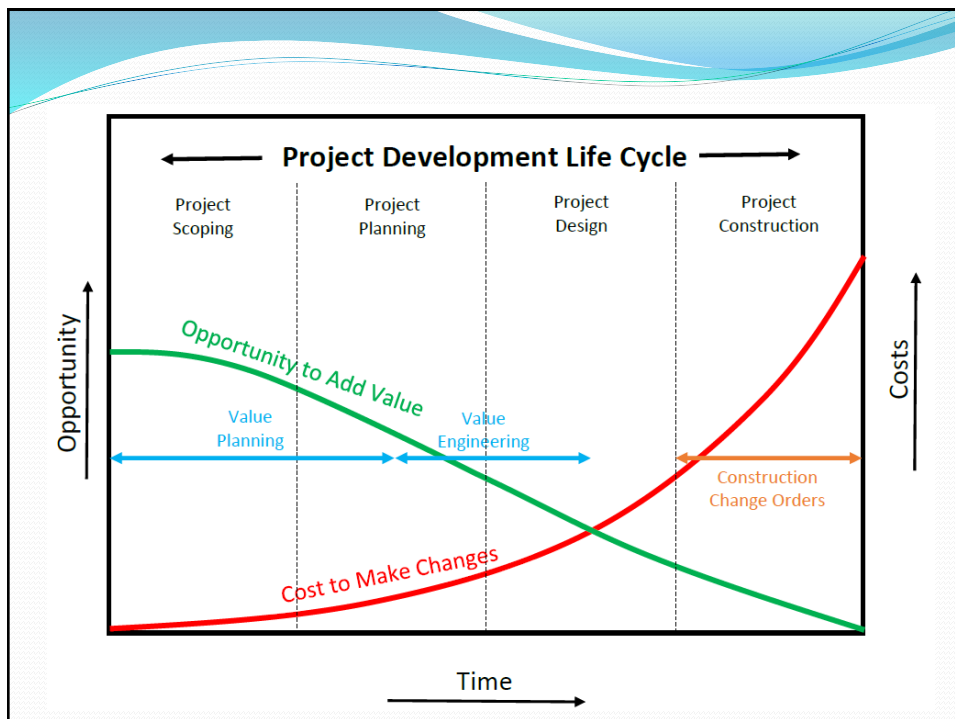 Project Development Life Cycle
Project
Scoping
Project
Planning
Project
Design
Project
Construction
Opportunity
Costs
Opportunity to Add Value
Value
Planning
Value
Engineering
Construction
Change Orders
Cost to Make Changes
Time